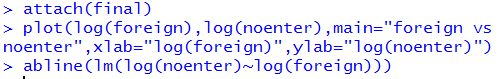 > attach(final)
> plot(log(foreign),log(noenter),main="foreign vs
noenter",xlab="log(foreign)",ylab="log(noenter)")
> abline(lm(log(noenter)~log(foreign)))